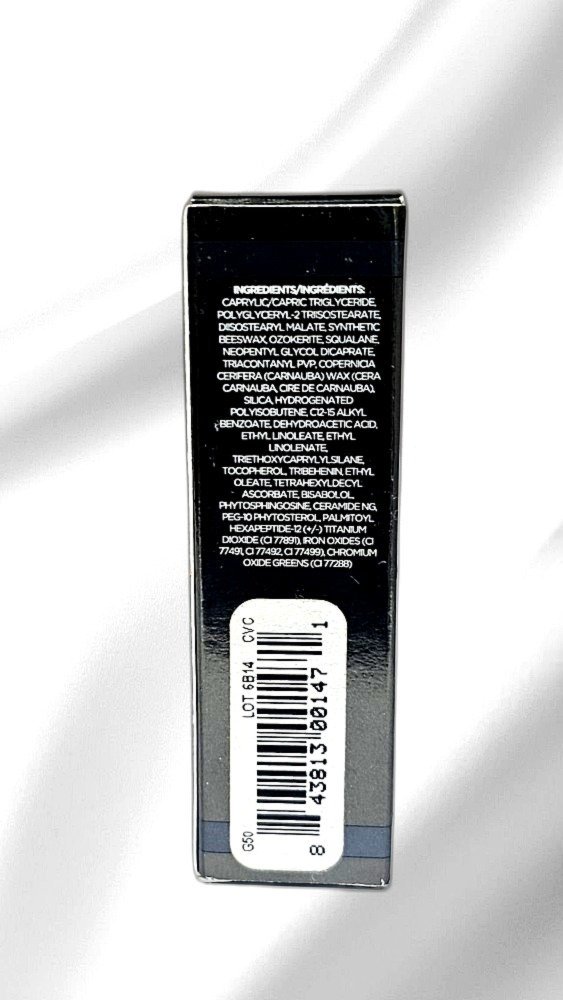 INGREDIENTS/INGRÉDIENTS:
CAPRYLIC/CAPRIC TRIGLYCERIDE,
POLYGLYCERYL-2 TRIISOSTEARATE,
DIISOSTEARYL MALATE, SYNTHETIC
BEESWAX, OZOKERITE, SQUALANE,
NEOPENTYL GLYCOL DICAPRATE,
TRIACONTANYL PVP, COPERNICIA
CERIFERA (CARNAUBA) WAX (CERA
CARNAUBA, CIRE DE CARNAUBA),
SILICA, HYDROGENATED
POLYISOBUTENE, C12-15 ALKYL
BENZOATE, DEHYDROACETIC ACID,
ETHYL LINOLEATE, ETHYL
LINOLENATE,
TRIETHOXYCAPRYLYLSILANE,
TOCOPHEROL, TRIBEHENIN, ETHYL
OLEATE, TETRAHEXYLDECYL
ASCORBATE, BISABOLOL,
PHYTOSPHINGOSINE, CERAMIDE NG,
PEG-10 PHYTOSTEROL, PALMITOYL
HEXAPEPTIDE-12 (+/-) TITANIUM
DIOXIDE (CI 77891), IRON OXIDES (CI
77491, CI 77492, CI 77499), CHROMIUM
OXIDE GREENS (CI 77288)
G50 LOT 6B14 CVC
8 43813 00147 1